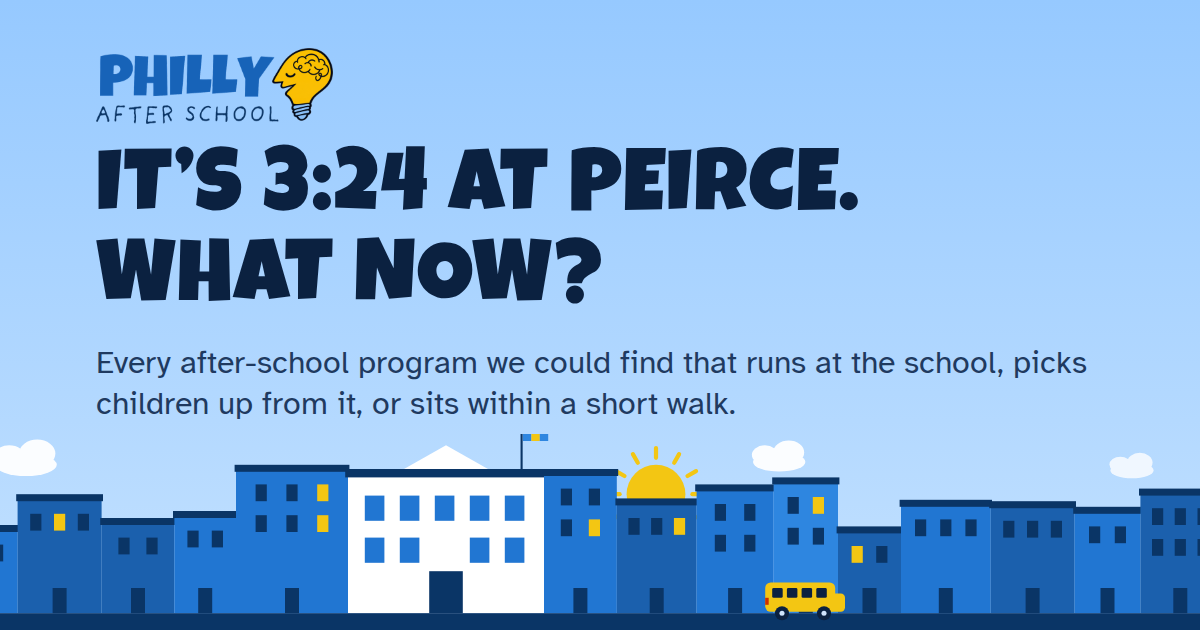 PHILLY
AFTER SCHOOL
IT'S 3:24 AT PEIRCE.
WHAT NOW?
Every after-school program we could find that runs at the school, picks
children up from it, or sits within a short walk.